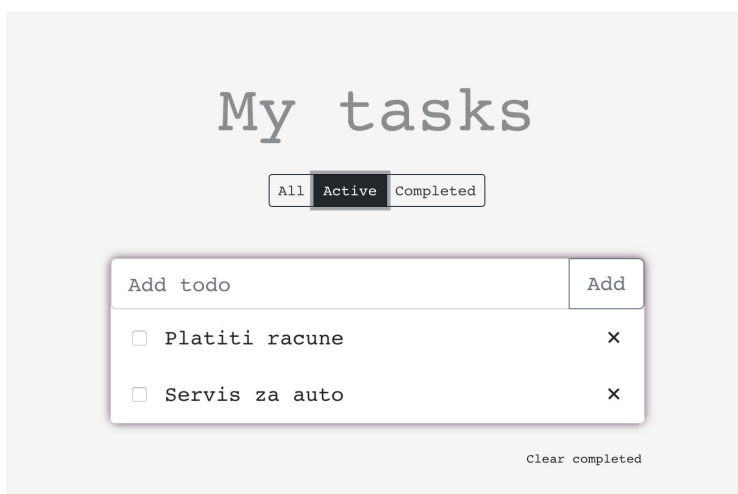 My tasks
All Active Completed
Add todo Add
Platiti racune
Servis za auto
Clear completed